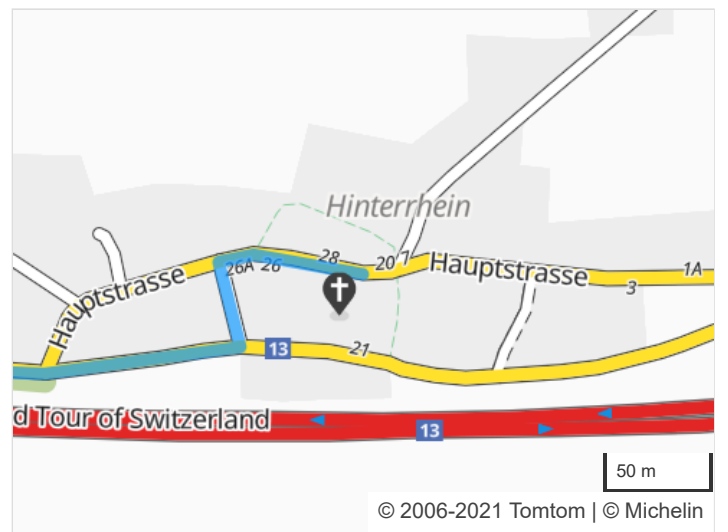 Hinterrhein
28
20
7
26A
26
Hauptstrasse
1A
3
Hauptstrasse
13
21
d Tour of Switzerland
13
50 m
© 2006-2021 Tomtom | © Michelin